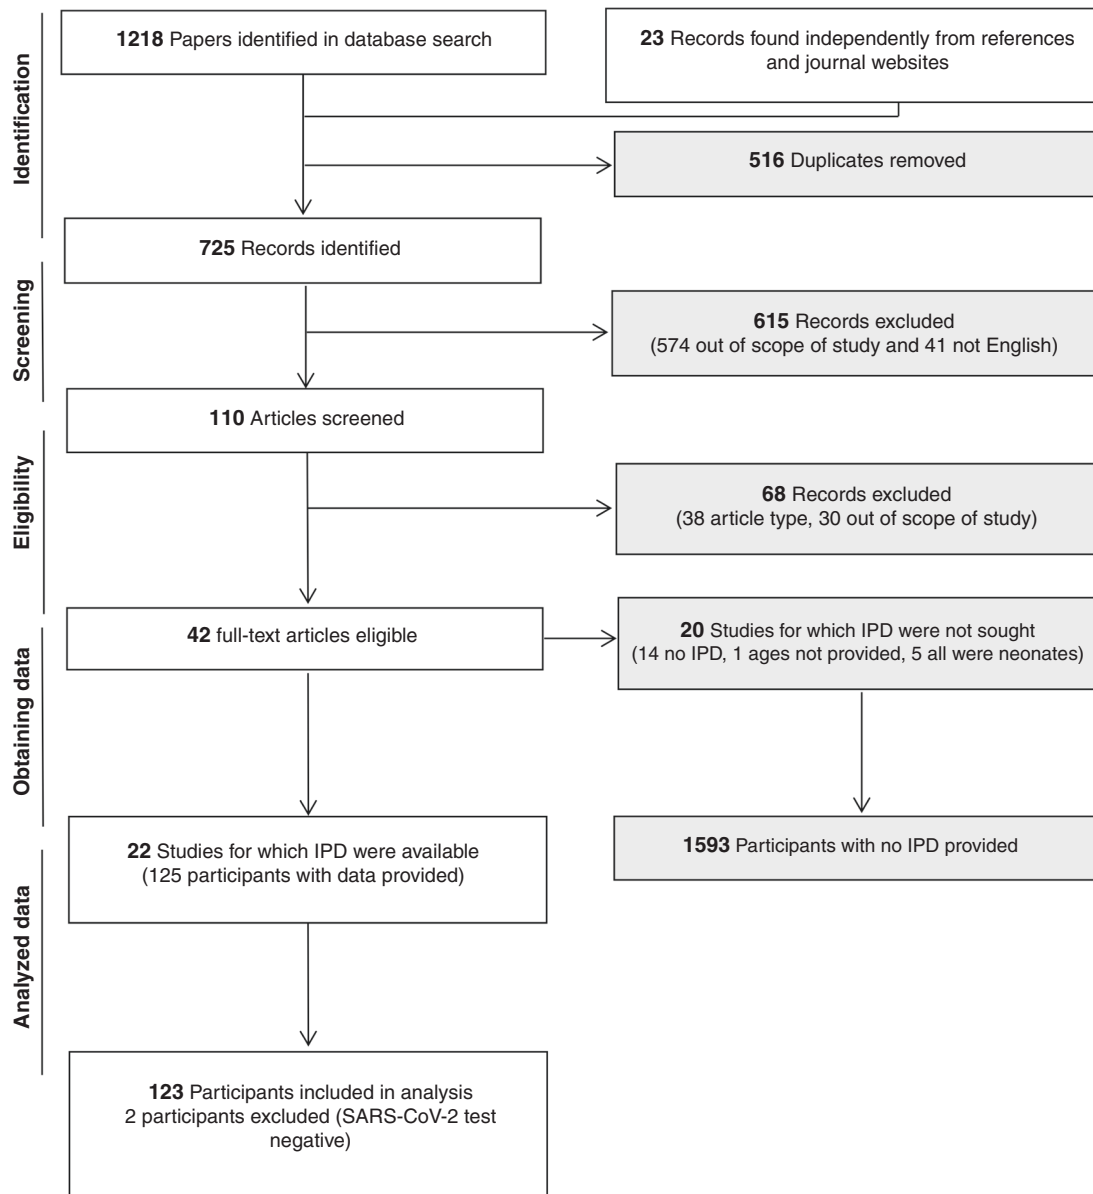 Identification
1218 Papers identified in database search
23 Records found independently from references
and journal websites
516 Duplicates removed
725 Records identified
Screening
615 Records excluded
(574 out of scope of study and 41 not English)
110 Articles screened
Eligibility
68 Records excluded
(38 article type, 30 out of scope of study)
42 full-text articles eligible
20 Studies for which IPD were not sought
(14 no IPD, 1 ages not provided, 5 all were neonates)
Obtaining data
22 Studies for which IPD were available
(125 participants with data provided)
1593 Participants with no IPD provided
Analyzed data
123 Participants included in analysis
2 participants excluded (SARS-CoV-2 test
negative)